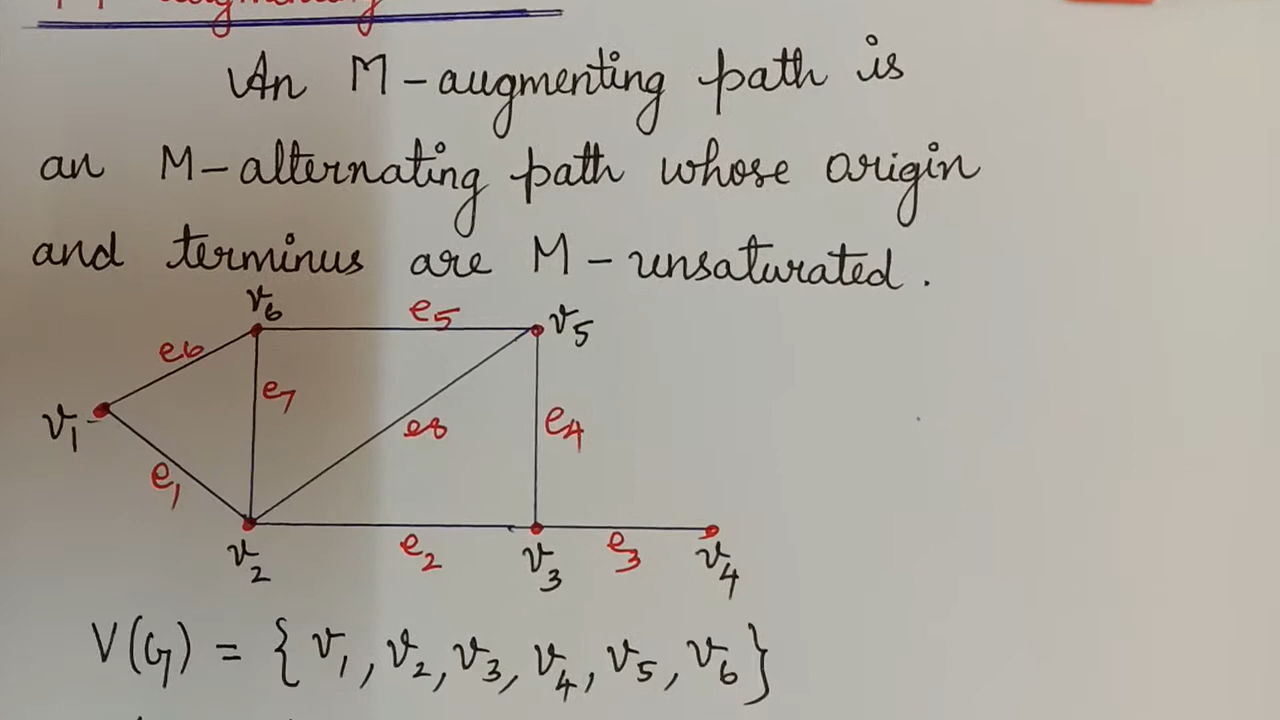 M-augmenting
An M-augmenting path is
an M-alternating path whose origin
and terminus are M-unsaturated.
v6 e5 v5
e6
e7
v1 e8 e4
e1
v2 e2 v3 e3 v4
V(G) = {v1, v2, v3, v4, v5, v6}